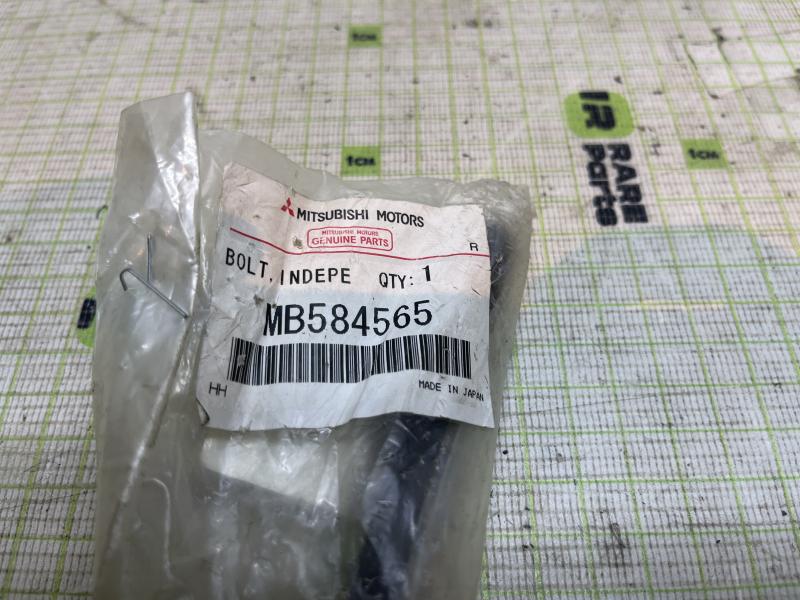 1CM
IR RARE
Parts
1CM
1CM
MITSUBISHI MOTORS
MITSUBISHI MOTORS
GENUINE PARTS
R
BOLT, INDEPE QTY: 1
MB584565
HH
MADE IN JAPAN